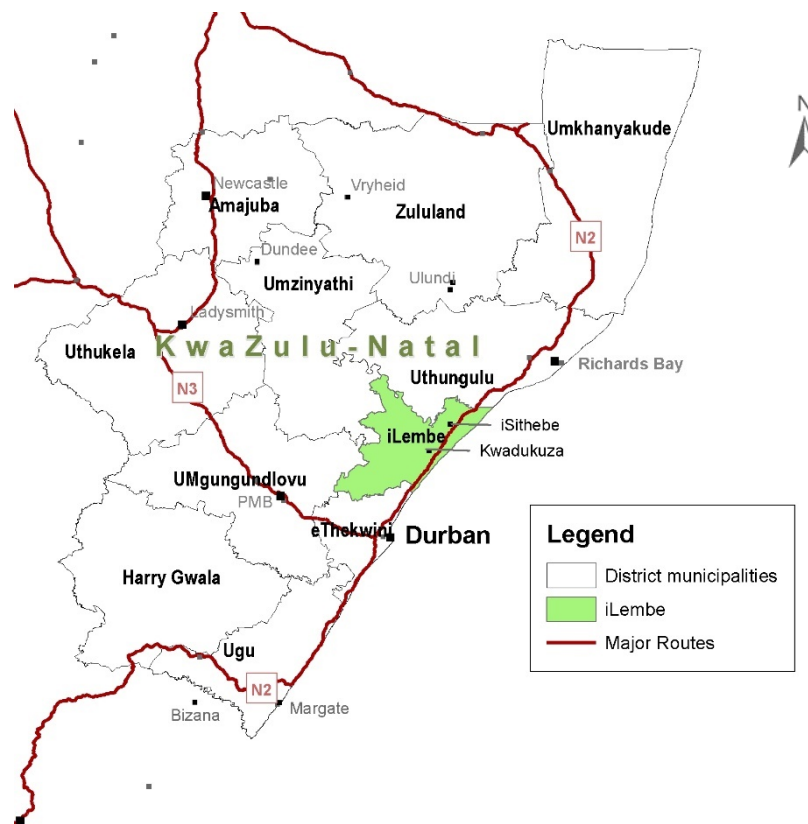 N
Umkhanyakude
Newcastle
Amajuba
Vryheid
Zululand
N2
Dundee
Umzinyathi
Ulundi
Ladysmith
KwaZulu-Natal
Uthukela
Richards Bay
Uthungulu
N3
iSithebe
iLembe
Kwadukuza
UMgungundlovu
PMB
eThekwini
Durban
Harry Gwala
Ugu
N2
Bizana
Margate
Legend
District municipalities
iLembe
Major Routes